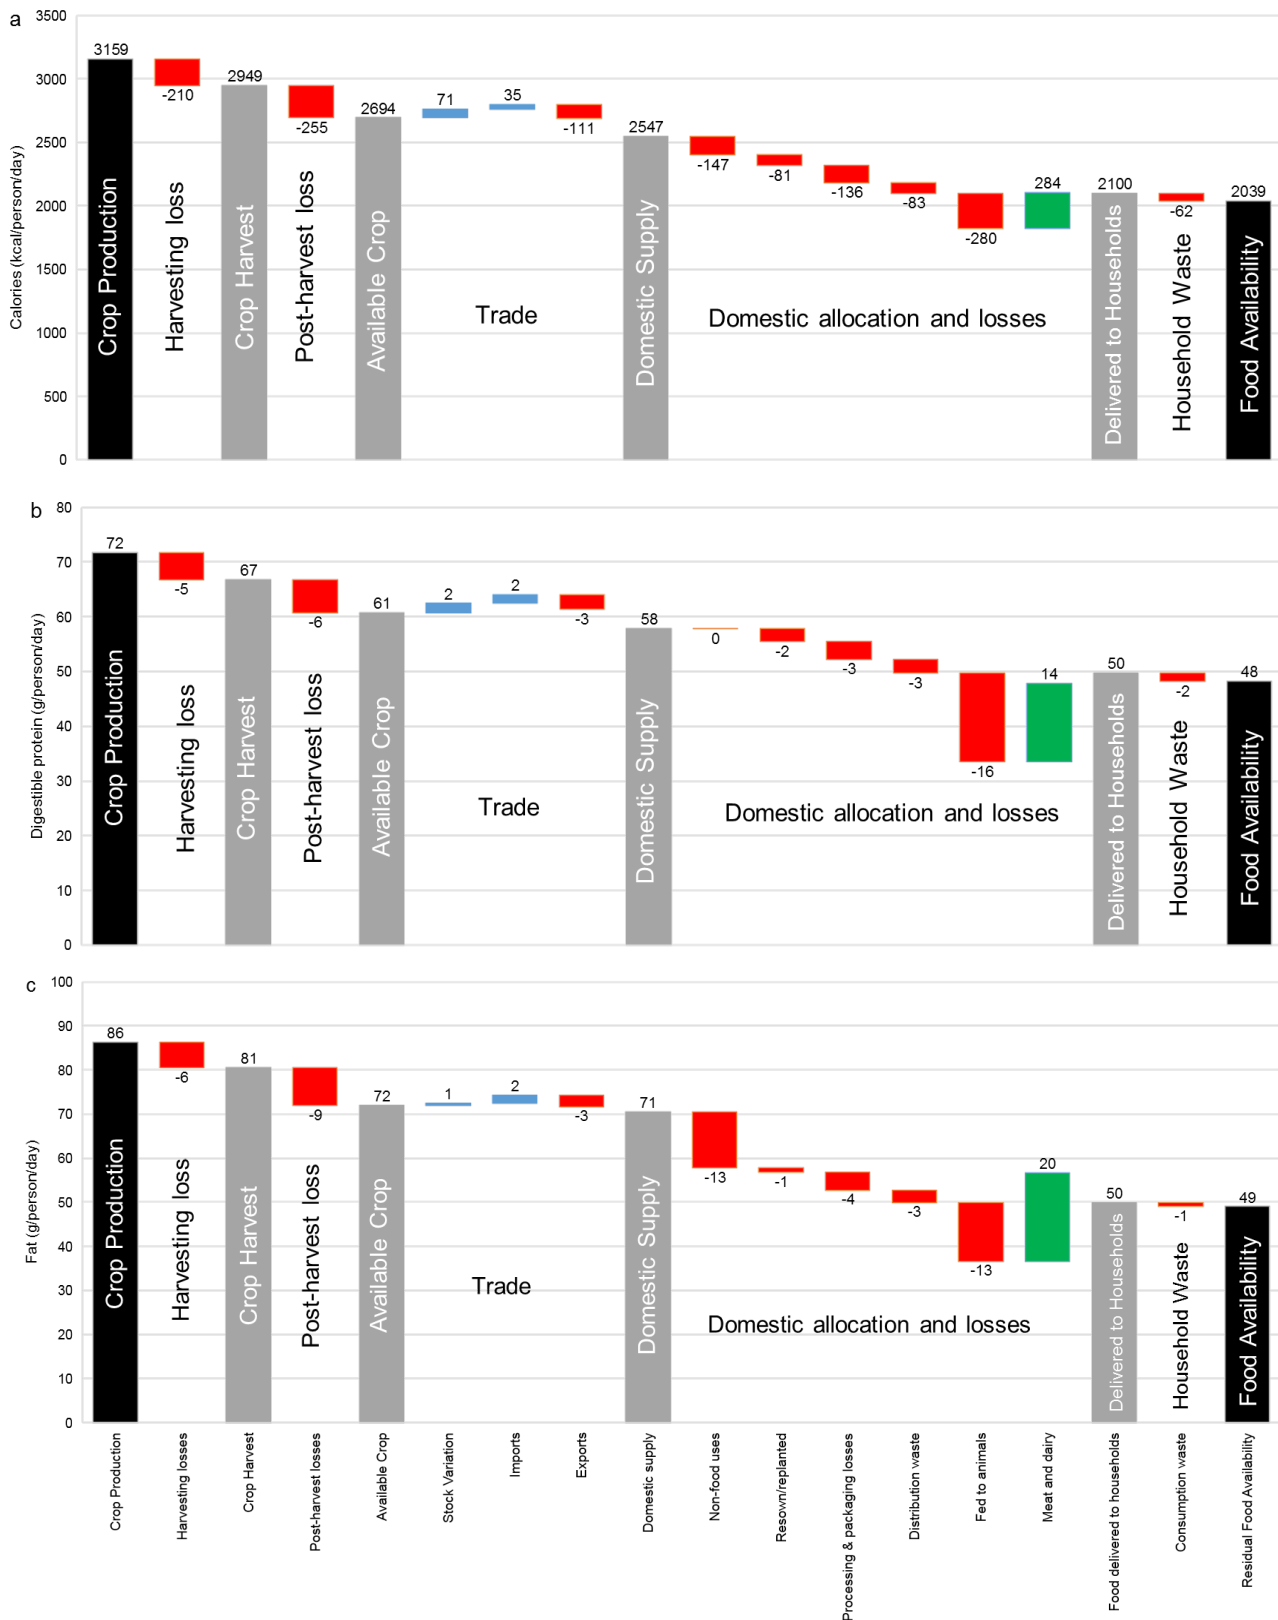 a
3500
3000
2500
2000
1500
1000
500
0
Calories (kcal/person/day)
3159
-210
2949
-255
2694
71
35
-111
2547
-147
-81
-136
-83
-280
284
2100
-62
2039
Crop Production
Harvesting loss
Crop Harvest
Post-harvest loss
Available Crop
Trade
Domestic Supply
Domestic allocation and losses
Delivered to Households
Household Waste
Food Availability
b
80
70
60
50
40
30
20
10
0
Digestible protein (g/person/day)
72
-5
67
-6
61
2
2
-3
58
0
-2
-3
-3
-16
14
50
-2
48
Crop Production
Harvesting loss
Crop Harvest
Post-harvest loss
Available Crop
Trade
Domestic Supply
Domestic allocation and losses
Delivered to Households
Household Waste
Food Availability
c
100
90
80
70
60
50
40
30
20
10
0
Fat (g/person/day)
86
-6
81
-9
72
1
2
-3
71
-13
-1
-4
-3
-13
20
50
-1
49
Crop Production
Harvesting loss
Crop Harvest
Post-harvest loss
Available Crop
Trade
Domestic Supply
Domestic allocation and losses
Delivered to Households
Household Waste
Food Availability
Crop Production
Harvesting losses
Crop Harvest
Post-harvest losses
Available Crop
Stock Variation
Imports
Exports
Domestic supply
Non-food uses
Resown/replanted
Processing & packaging losses
Distribution waste
Fed to animals
Meat and dairy
Food delivered to households
Consumption waste
Residual Food Availability